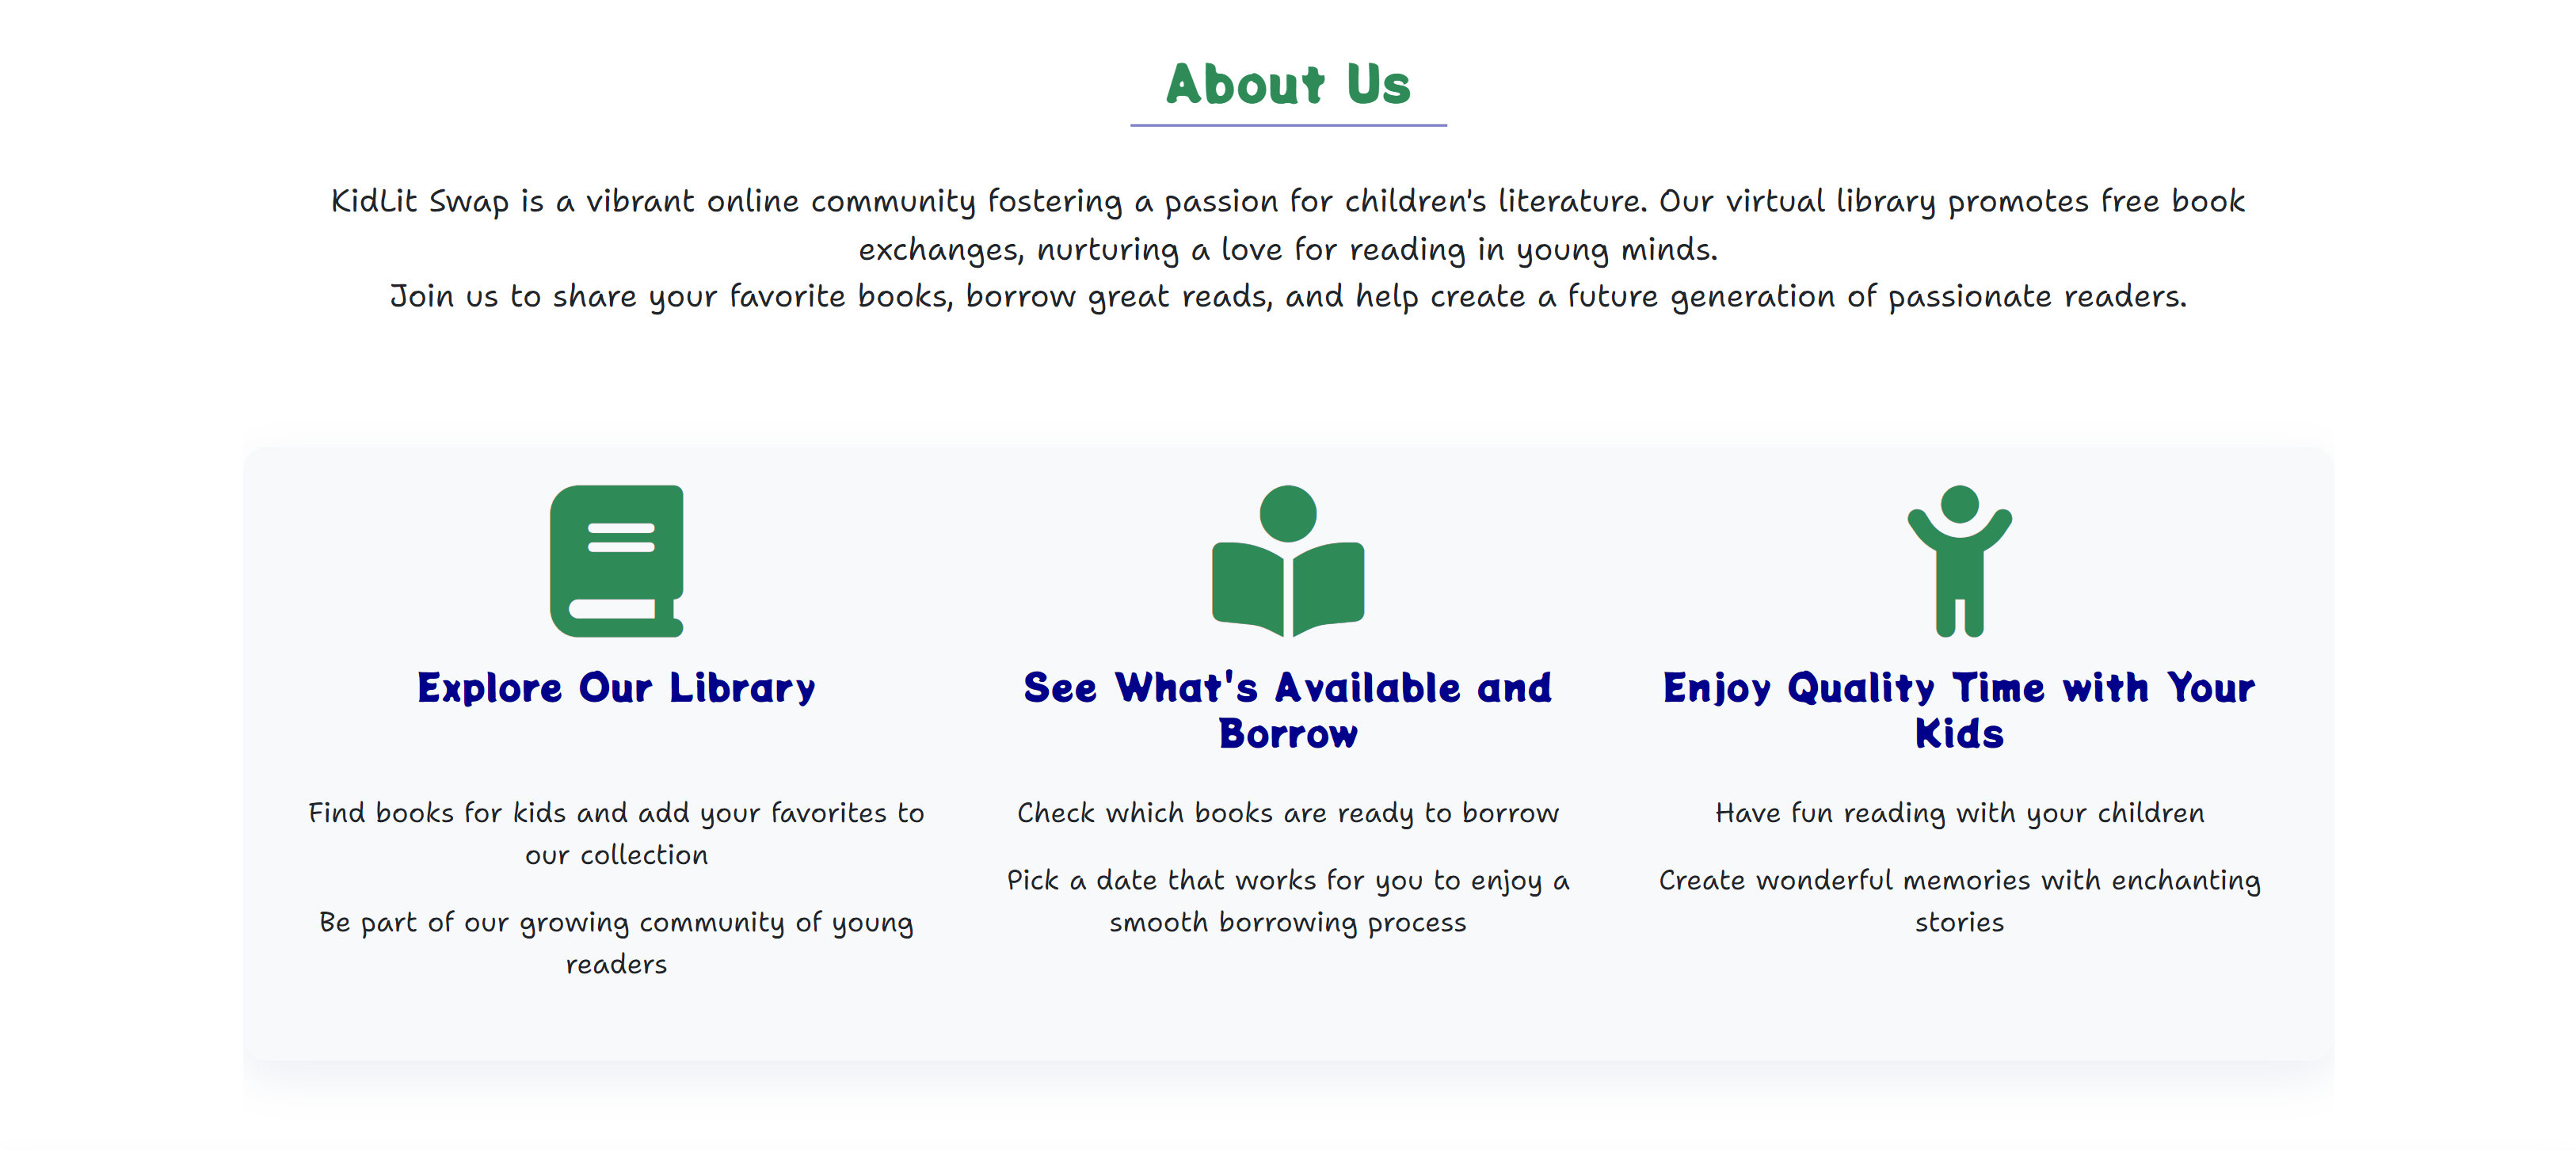 About Us
KidLit Swap is a vibrant online community fostering a passion for children's literature. Our virtual library promotes free book
exchanges, nurturing a love for reading in young minds.
Join us to share your favorite books, borrow great reads, and help create a future generation of passionate readers.
Explore Our Library
Find books for kids and add your favorites to
our collection
Be part of our growing community of young
readers
See What's Available and
Borrow
Check which books are ready to borrow
Pick a date that works for you to enjoy a
smooth borrowing process
Enjoy Quality Time with Your
Kids
Have fun reading with your children
Create wonderful memories with enchanting
stories